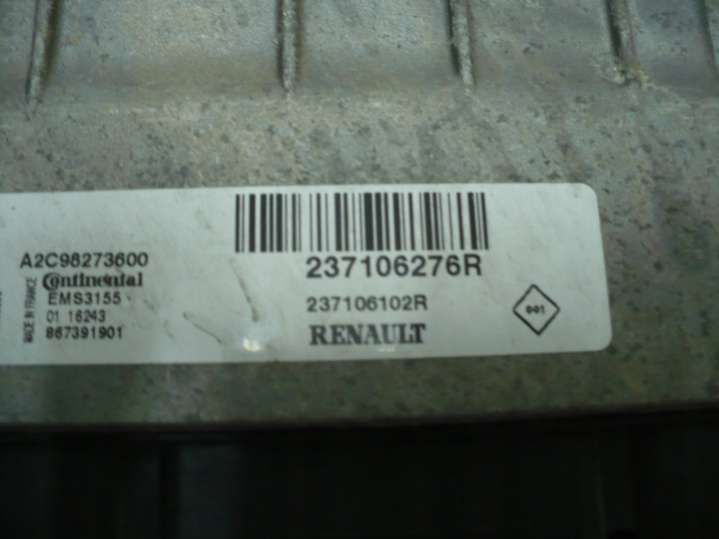 A2C98273600
Continental
EMS3155
01 16243
867391901
MADE IN FRANCE
237106276R
237106102R
RENAULT
001